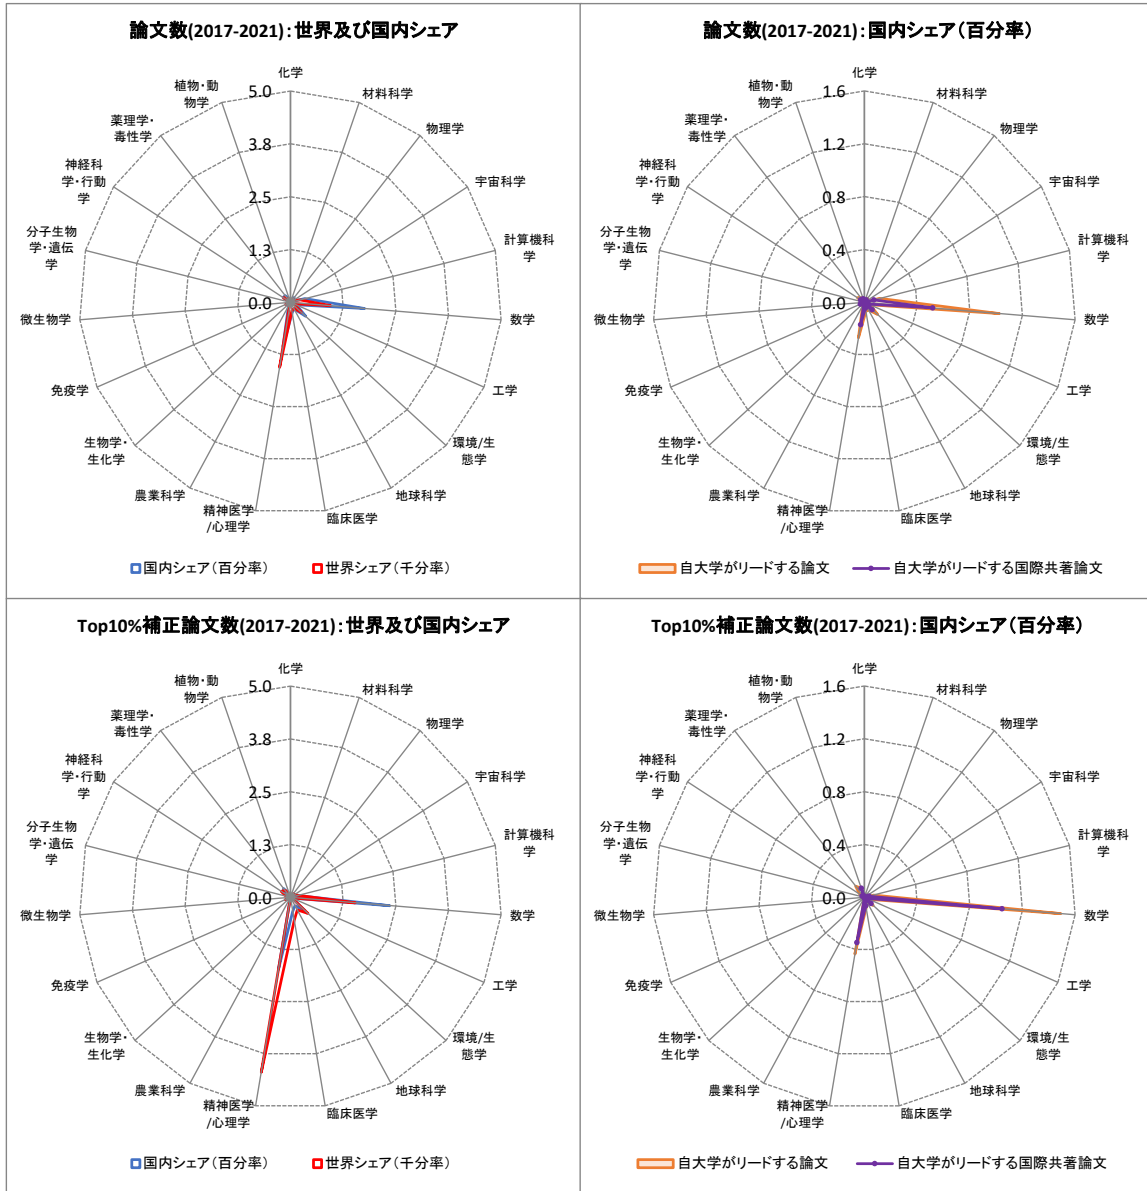 論文数(2017-2021):世界及び国内シェア
化学
材料科学
物理学
宇宙科学
計算機科
学
数学
工学
環境/生
態学
地球科学
臨床医学
精神医学
/心理学
農業科学
生物学・
生化学
免疫学
微生物学
分子生物
学・遺伝
学
神経科
学・行動
学
薬理学・
毒性学
植物・動
物学
5.0
3.8
2.5
1.3
0.0
国内シェア(百分率)
世界シェア(千分率)
論文数(2017-2021):国内シェア(百分率)
化学
材料科学
物理学
宇宙科学
計算機科
学
数学
工学
環境/生
態学
地球科学
臨床医学
精神医学
/心理学
農業科学
生物学・
生化学
免疫学
微生物学
分子生物
学・遺伝
学
神経科
学・行動
学
薬理学・
毒性学
植物・動
物学
1.6
1.2
0.8
0.4
0.0
自大学がリードする論文
自大学がリードする国際共著論文
Top10%補正論文数(2017-2021):世界及び国内シェア
化学
材料科学
物理学
宇宙科学
計算機科
学
数学
工学
環境/生
態学
地球科学
臨床医学
精神医学
/心理学
農業科学
生物学・
生化学
免疫学
微生物学
分子生物
学・遺伝
学
神経科
学・行動
学
薬理学・
毒性学
植物・動
物学
5.0
3.8
2.5
1.3
0.0
国内シェア(百分率)
世界シェア(千分率)
Top10%補正論文数(2017-2021):国内シェア(百分率)
化学
材料科学
物理学
宇宙科学
計算機科
学
数学
工学
環境/生
態学
地球科学
臨床医学
精神医学
/心理学
農業科学
生物学・
生化学
免疫学
微生物学
分子生物
学・遺伝
学
神経科
学・行動
学
薬理学・
毒性学
植物・動
物学
1.6
1.2
0.8
0.4
0.0
自大学がリードする論文
自大学がリードする国際共著論文